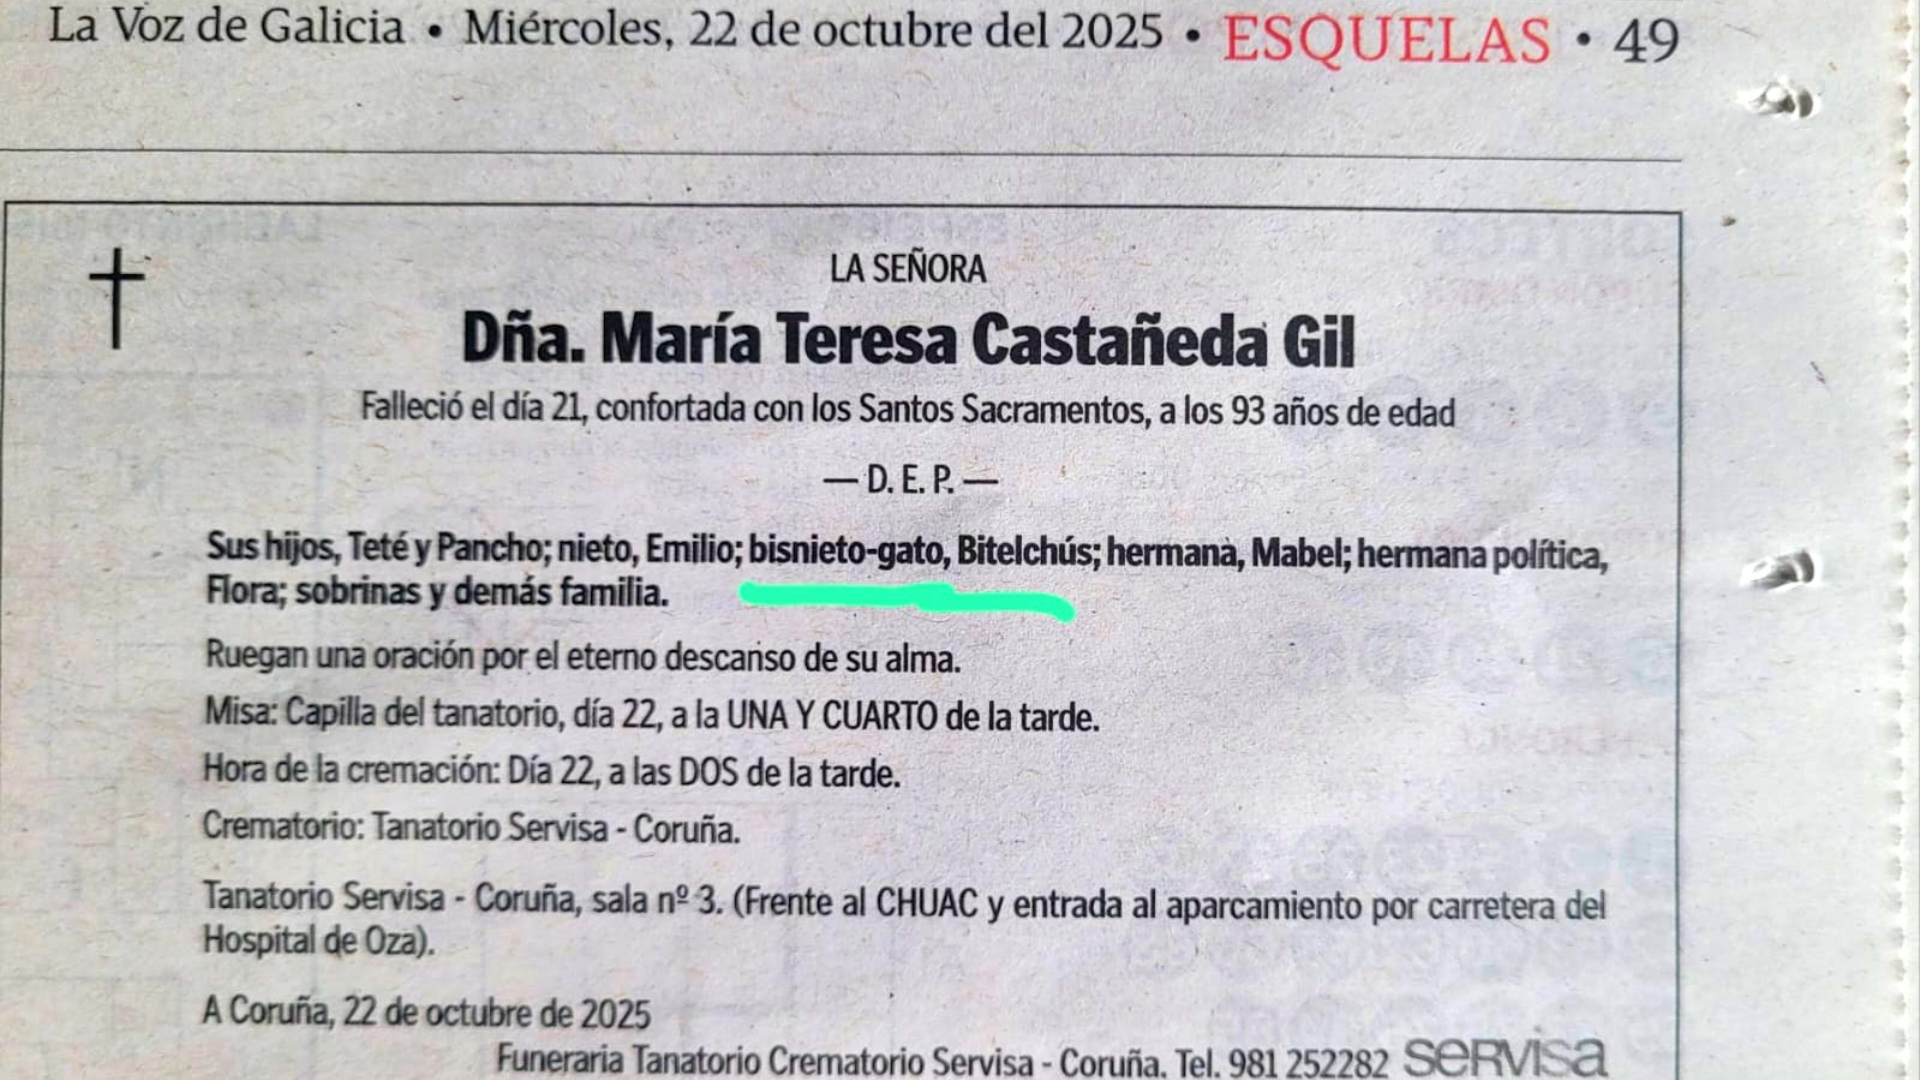 La Voz de Galicia • Miércoles, 22 de octubre del 2025 • ESQUELAS • 49
LA SEÑORA
Dña. María Teresa Castañeda Gil
Falleció el día 21, confortada con los Santos Sacramentos, a los 93 años de edad
— D. E. P. —
Sus hijos, Teté y Pancho; nieto, Emilio; bisnieto-gato, Bitelchús; hermana, Mabel; hermana política,
Flora; sobrinas y demás familia.
Ruegan una oración por el eterno descanso de su alma.
Misa: Capilla del tanatorio, día 22, a la UNA Y CUARTO de la tarde.
Hora de la cremación: Día 22, a las DOS de la tarde.
Crematorio: Tanatorio Servisa - Coruña.
Tanatorio Servisa - Coruña, sala nº 3. (Frente al CHUAC y entrada al aparcamiento por carretera del
Hospital de Oza).
A Coruña, 22 de octubre de 2025
Funeraria Tanatorio Crematorio Servisa - Coruña. Tel. 981 252282 servisa